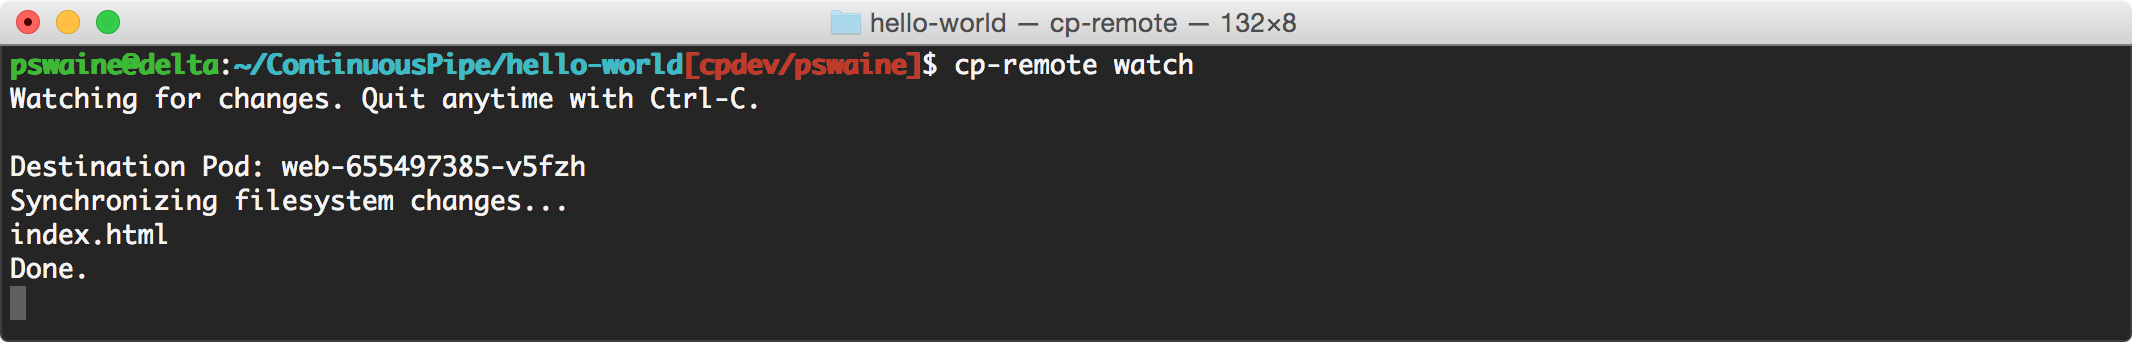 hello-world — cp-remote — 132×8
pswaine@delta:~/ContinuousPipe/hello-world[cpdev/pswaine]$ cp-remote watch
Watching for changes. Quit anytime with Ctrl-C.
Destination Pod: web-655497385-v5fzh
Synchronizing filesystem changes...
index.html
Done.